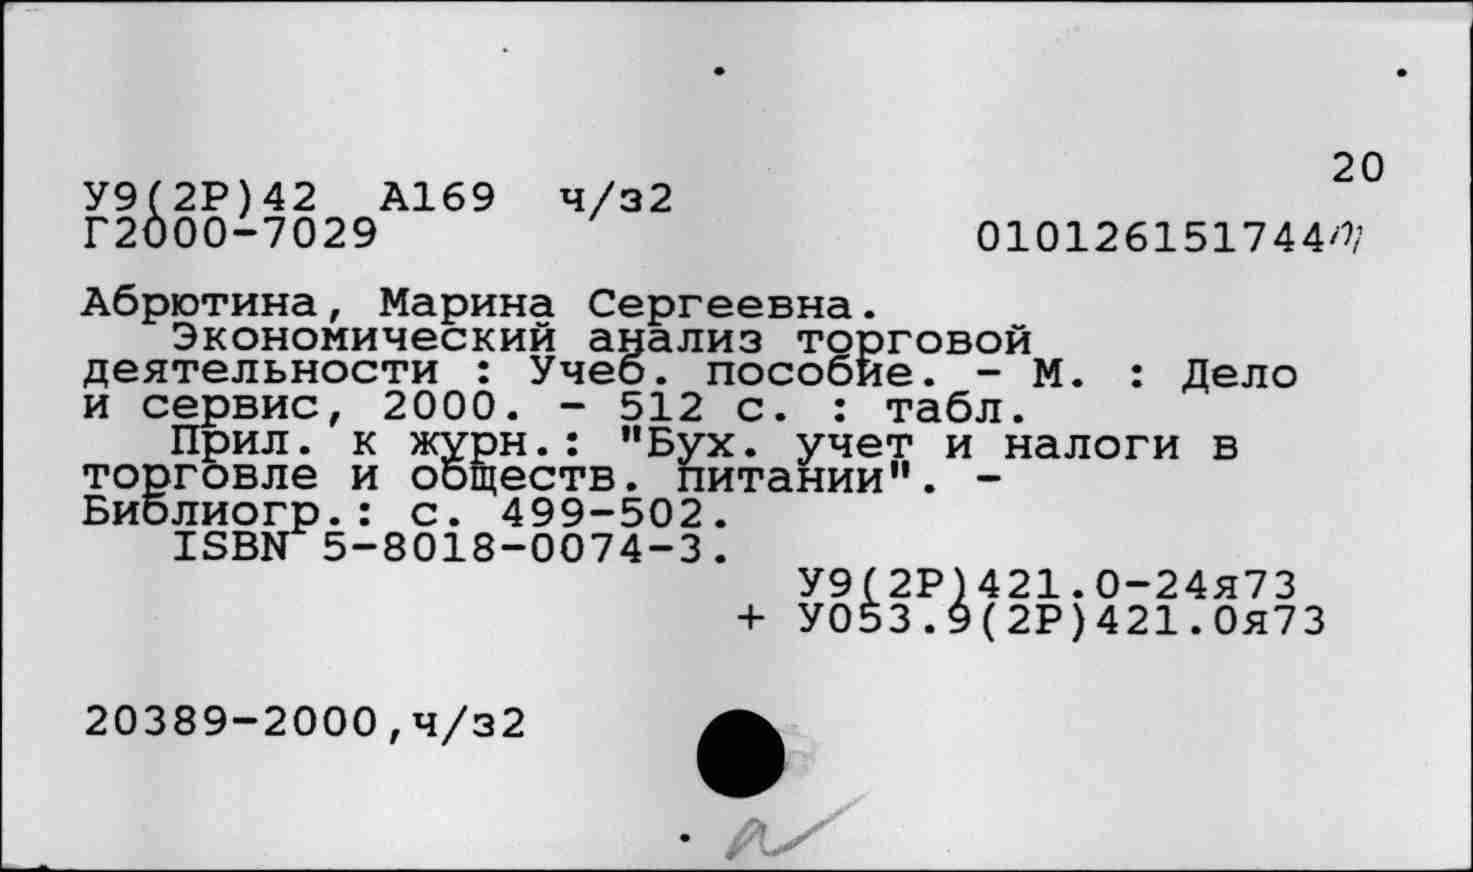 20
У9(2Р)42 А169 ч/з2
Г2000-7029 010126151744
Абрютина, Марина Сергеевна.
Экономический анализ торговой
деятельности : Учеб. пособие. - М. : Дело
и сервис, 2000. - 512 с. : табл.
Прил. к журн.: "Бух. учет и налоги в
торговле и обществ. питании". -
Библиогр.: с. 499-502.
ISBN 5-8018-0074-3.
У9(2Р)421.0-24я73
+ У053.9(2Р)421.0я73
20389-2000,ч/з2